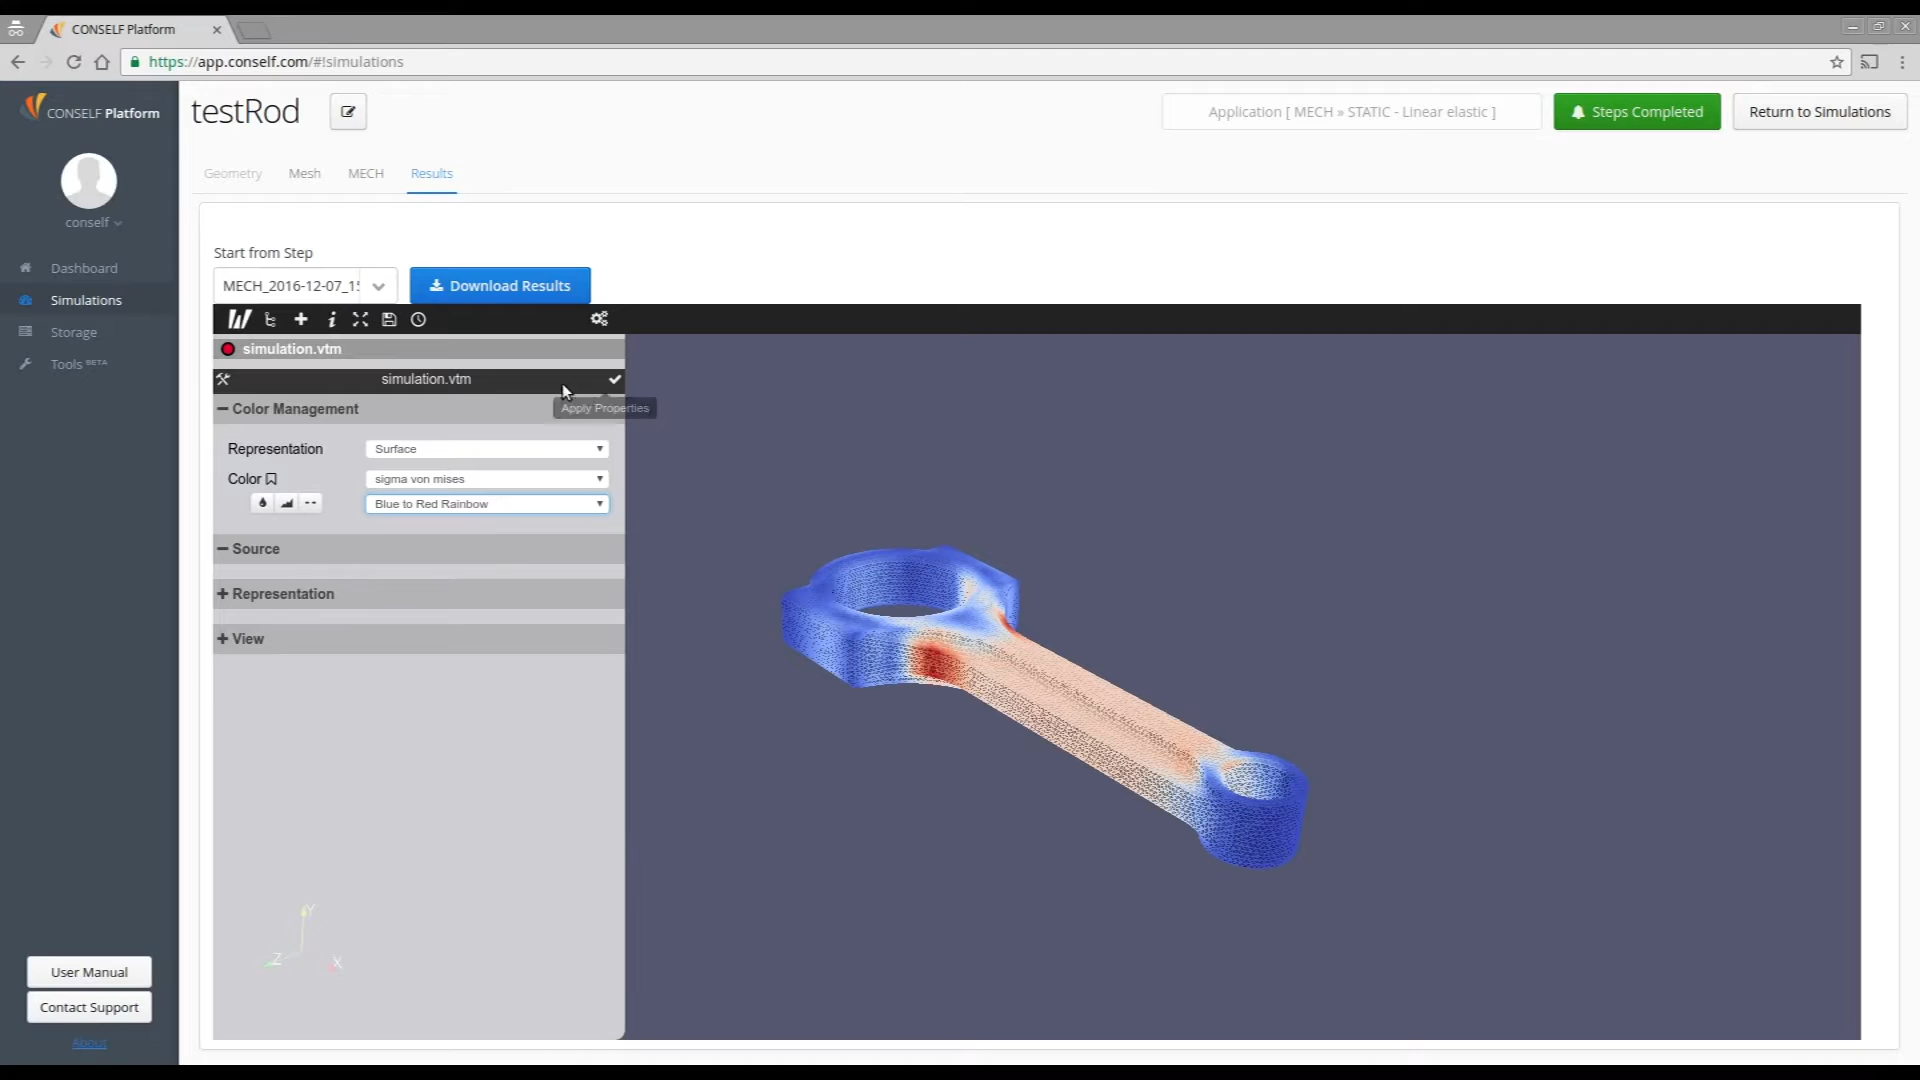 CONSELF Platform
https://app.conself.com/#!simulations
CONSELF Platform
testRod
Application [ MECH » STATIC - Linear elastic ]
Steps Completed
Return to Simulations
conself
Dashboard
Simulations
Storage
Tools BETA
Geometry
Mesh
MECH
Results
Start from Step
MECH_2016-12-07_15
Download Results
simulation.vtm
simulation.vtm
Apply Properties
Color Management
Representation
Surface
Color
sigma von mises
Blue to Red Rainbow
Source
Representation
View
Y
Z
X
User Manual
Contact Support
About